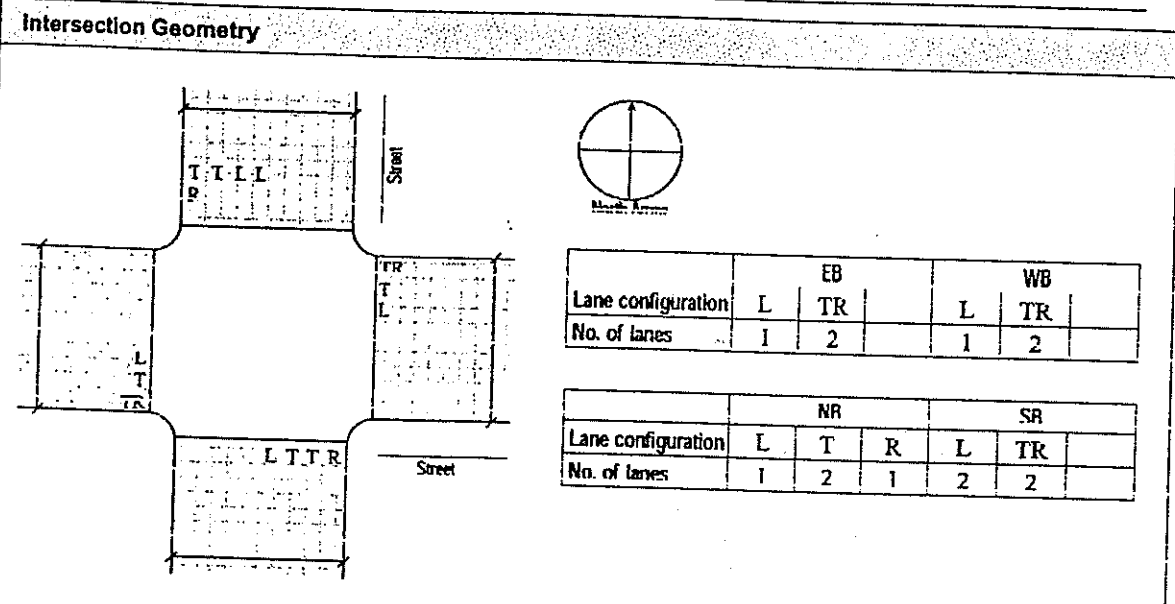 Intersection Geometry
Street
T T L L
R
TR
T
L
L
T
L T T R
Street
EB WB
Lane configuration L TR L TR
No. of lanes 1 2 1 2
NB SB
Lane configuration L T R L TR
No. of lanes 1 2 1 2 2